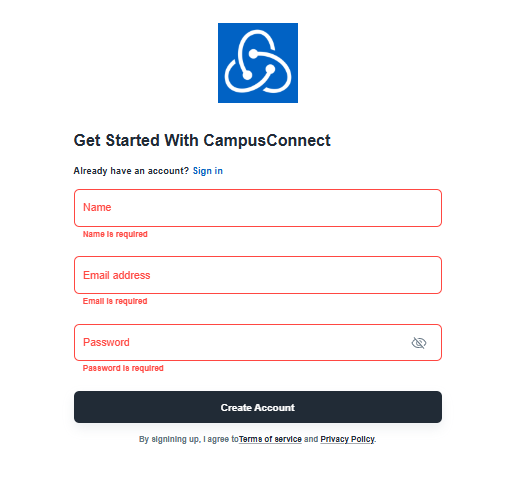 Get Started With CampusConnect
Already have an account? Sign in
Name
Name is required
Email address
Email is required
Password
Password is required
Create Account
By signining up, I agree toTerms of service and Privacy Policy.